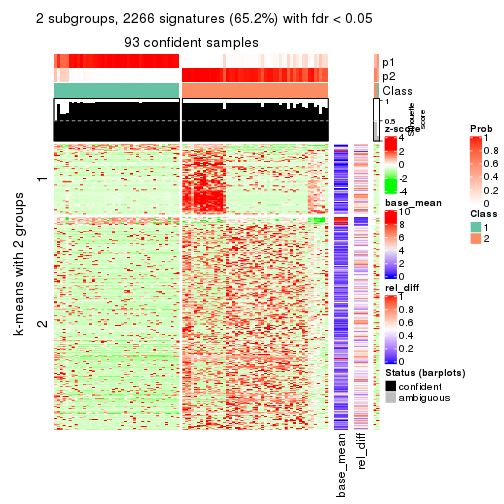 2 subgroups, 2266 signatures (65.2%) with fdr < 0.05
93 confident samples
p1
p2
Class
1
0.5
0
Silhouette
score
k-means with 2 groups
1
2
base_mean
rel_diff
z-score
4
2
0
-2
-4
base_mean
10
8
6
4
2
0
rel_diff
1
0.8
0.6
0.4
0.2
0
Status (barplots)
confident
ambiguous
Prob
1
0.8
0.6
0.4
0.2
0
Class
1
2